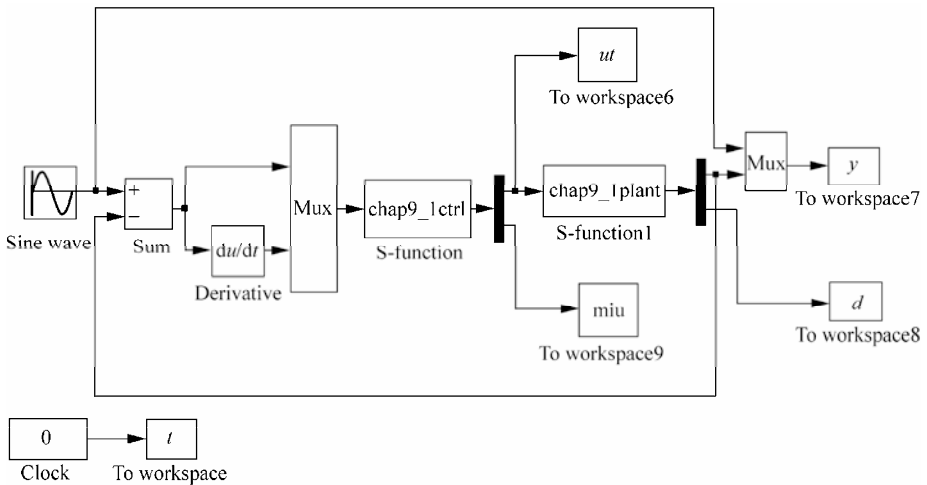 ut
To workspace6
+
−
Mux
Sine wave
Sum
du/dt
Derivative
chap9_1ctrl
S-function
chap9_1plant
S-function1
Mux
y
To workspace7
miu
To workspace9
d
To workspace8
0
Clock
t
To workspace